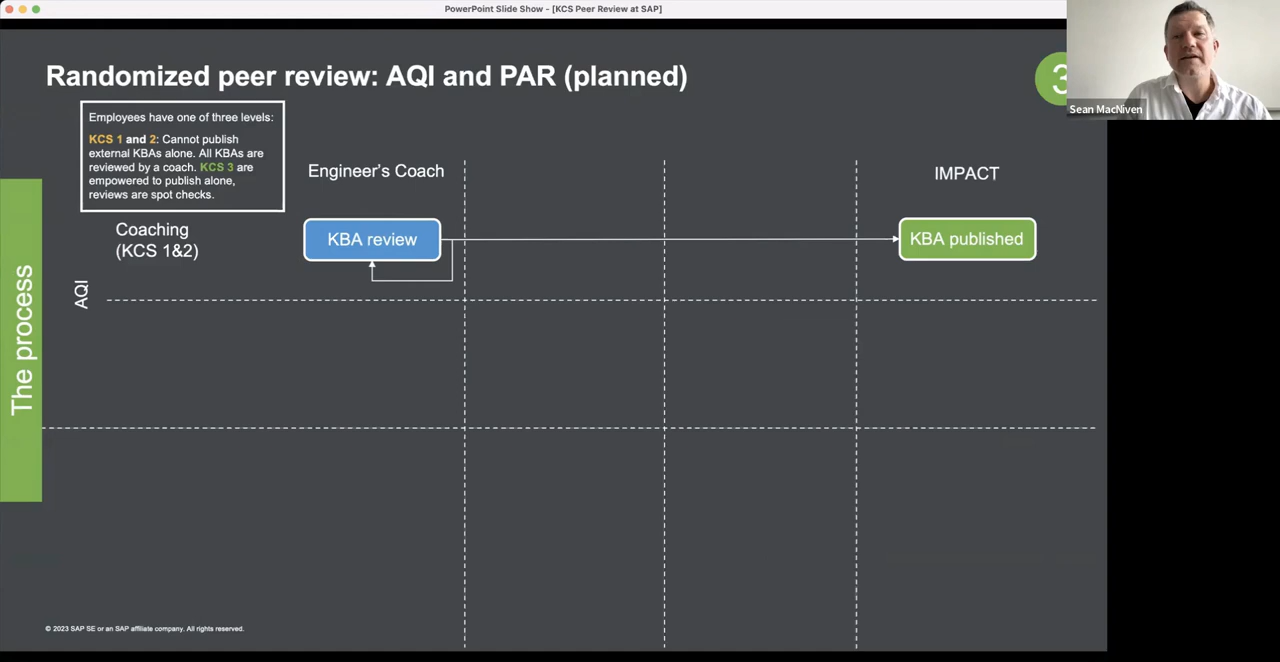 PowerPoint Slide Show - [KCS Peer Review at SAP]
Randomized peer review: AQI and PAR (planned)
3
Sean MacNiven
Employees have one of three levels:
KCS 1 and 2: Cannot publish
external KBAs alone. All KBAs are
reviewed by a coach. KCS 3 are
empowered to publish alone,
reviews are spot checks.
Engineer's Coach
IMPACT
Coaching
(KCS 1&2)
KBA review
KBA published
AQI
The process
© 2023 SAP SE or an SAP affiliate company. All rights reserved.